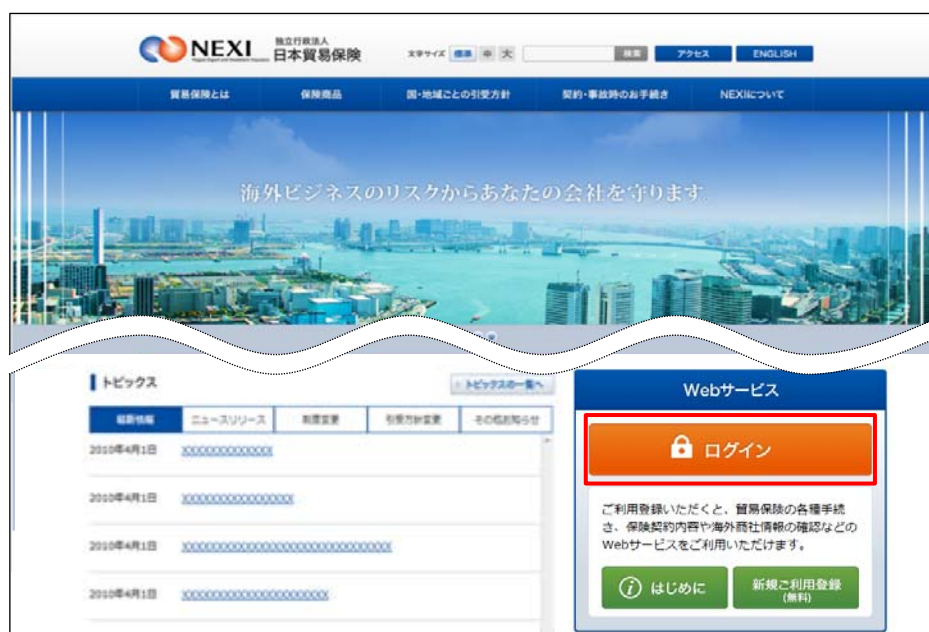 NEXI
独立行政法人
日本貿易保険
文字サイズ 標準 中 大
検索
アクセス
ENGLISH
貿易保険とは
保険商品
国・地域ごとの引受方針
契約・事故時のお手続き
NEXIについて
海外ビジネスのリスクからあなたの会社を守ります
トピックス
トピックスの一覧へ
最新情報
ニュースリリース
制度変更
引受方針変更
その他お知らせ
2010年4月1日
2010年4月1日
2010年4月1日
2010年4月1日
Webサービス
ログイン
ご利用登録いただくと、貿易保険の各種手続
き、保険契約内容や海外商社情報の確認などの
Webサービスをご利用いただけます。
はじめに
新規ご利用登録
(無料)